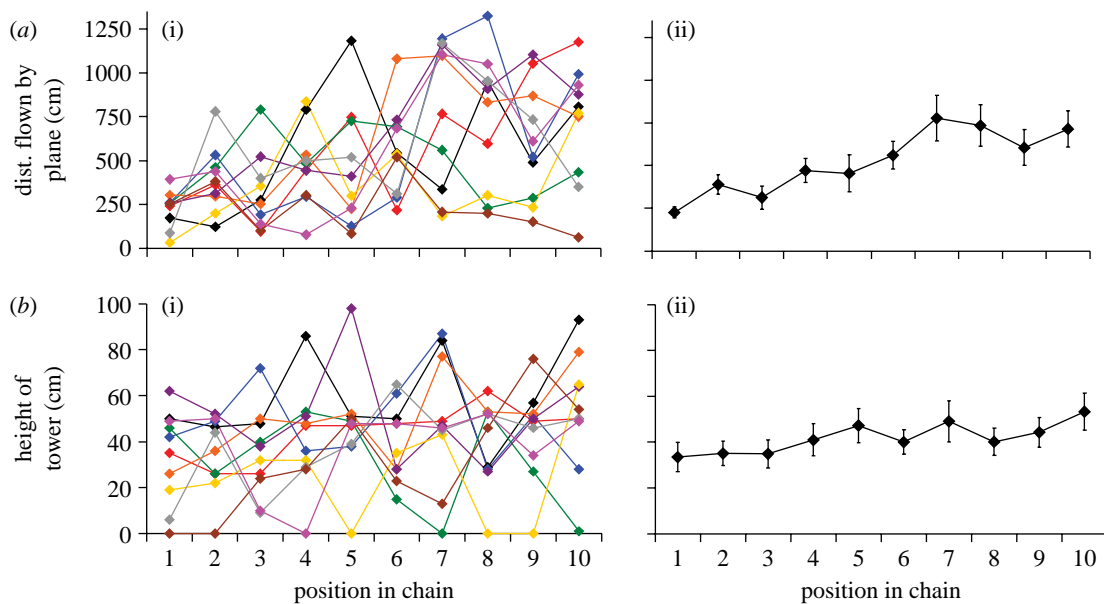 (a) (i) (ii)
dist. flown by
plane (cm)
1250
1000
750
500
250
0
(b) (i) (ii)
height of
tower (cm)
100
80
60
40
20
0
1 2 3 4 5 6 7 8 9 10
1 2 3 4 5 6 7 8 9 10
position in chain
position in chain